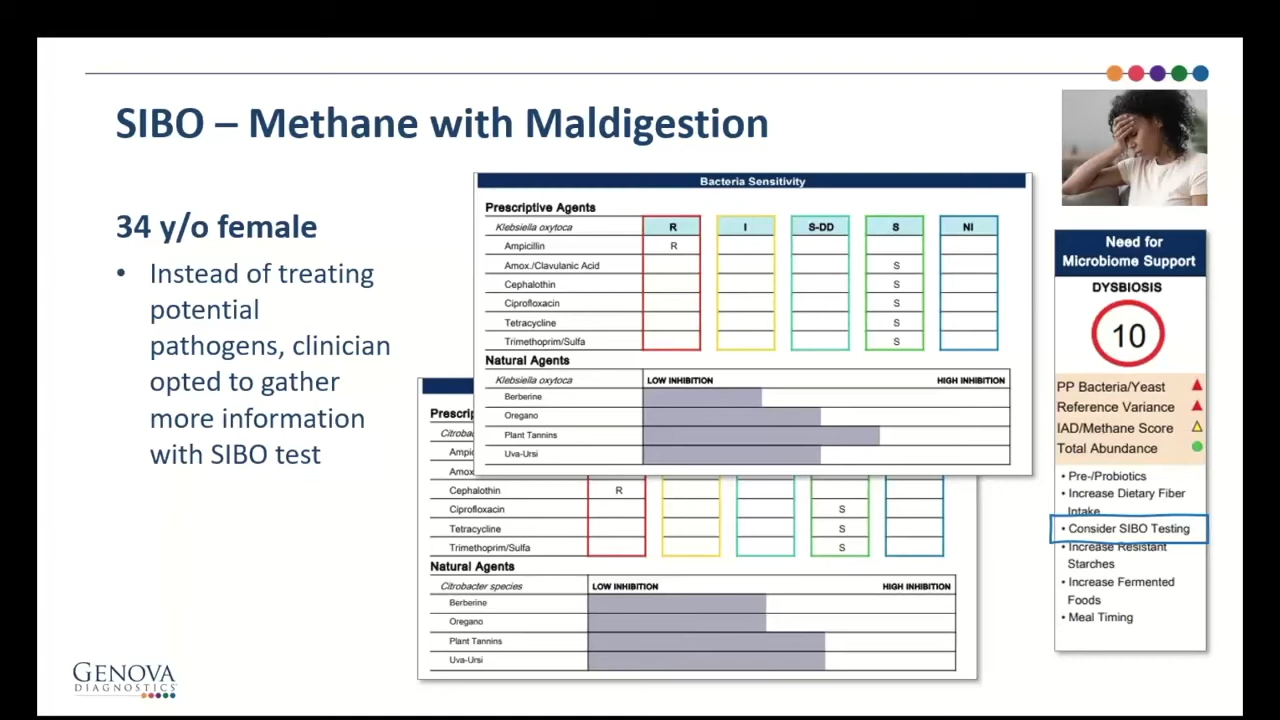 SIBO – Methane with Maldigestion
34 y/o female
• Instead of treating
potential
pathogens, clinician
opted to gather
more information
with SIBO test
Bacteria Sensitivity
Prescriptive Agents
Klebsiella oxytoca R I S-DD S NI
Ampicillin R
Amox./Clavulanic Acid S
Cephalothin S
Ciprofloxacin S
Tetracycline S
Trimethoprim/Sulfa S
Natural Agents
Klebsiella oxytoca LOW INHIBITION HIGH INHIBITION
Berberine
Oregano
Plant Tannins
Uva-Ursi
Cephalothin R
Ciprofloxacin S
Tetracycline S
Trimethoprim/Sulfa S
Natural Agents
Citrobacter species LOW INHIBITION HIGH INHIBITION
Berberine
Oregano
Plant Tannins
Uva-Ursi
Need for
Microbiome Support
DYSBIOSIS
10
PP Bacteria/Yeast
Reference Variance
IAD/Methane Score
Total Abundance
• Pre-/Probiotics
• Increase Dietary Fiber
Intake
• Consider SIBO Testing
• Increase Resistant
Starches
• Increase Fermented
Foods
• Meal Timing
GENOVA
DIAGNOSTICS